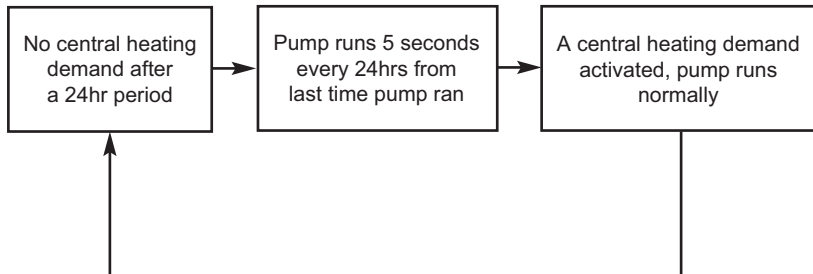 No central heating
demand after
a 24hr period
Pump runs 5 seconds
every 24hrs from
last time pump ran
A central heating demand
activated, pump runs
normally